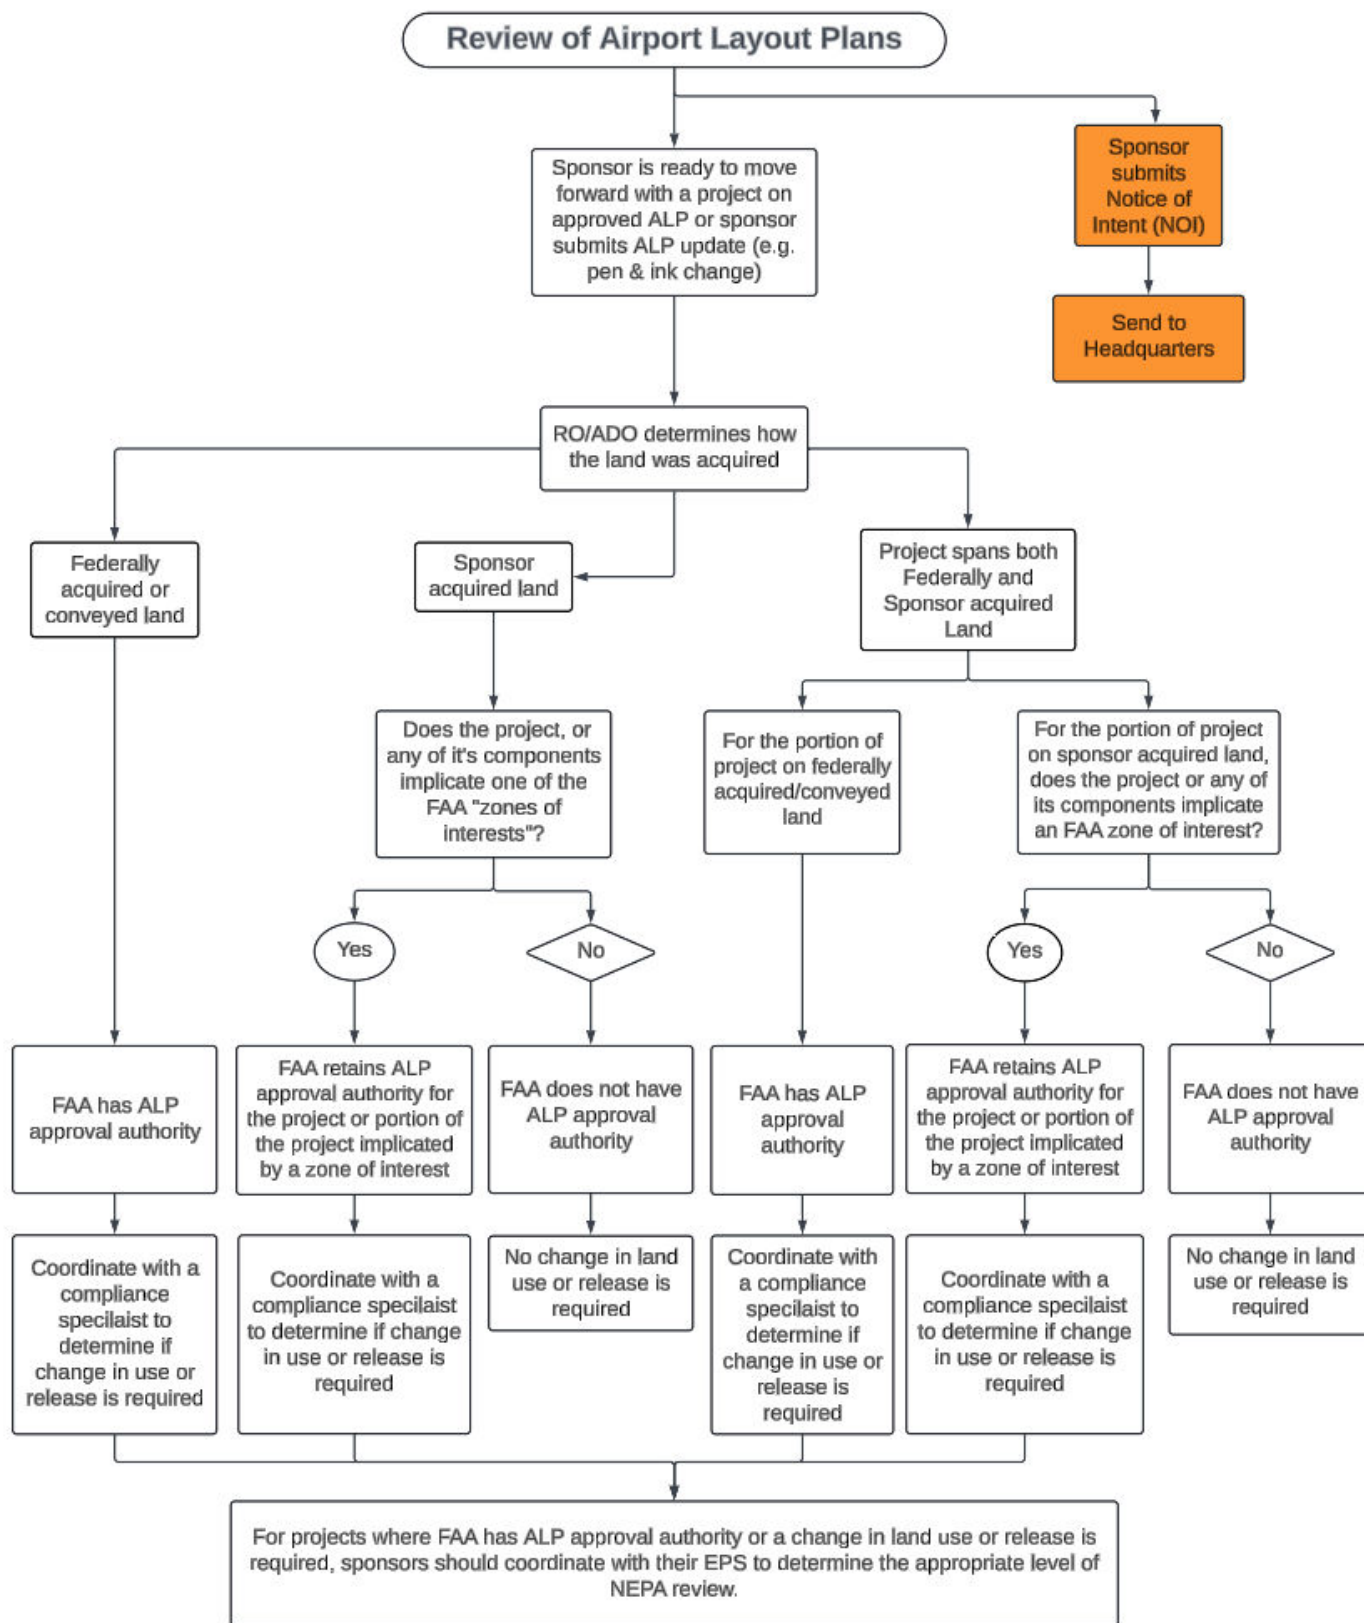 Review of Airport Layout Plans
Sponsor is ready to move
forward with a project on
approved ALP or sponsor
submits ALP update (e.g.
pen & ink change)
Sponsor
submits
Notice of
Intent (NOI)
Send to
Headquarters
RO/ADO determines how
the land was acquired
Federally
acquired or
conveyed land
Sponsor
acquired land
Project spans both
Federally and
Sponsor acquired
Land
Does the project, or
any of it's components
implicate one of the
FAA "zones of
interests"?
For the portion of
project on federally
acquired/conveyed
land
For the portion of project
on sponsor acquired land,
does the project or any of
its components implicate
an FAA zone of interest?
Yes
No
Yes
No
FAA has ALP
approval authority
FAA retains ALP
approval authority for
the project or portion of
the project implicated
by a zone of interest
FAA does not have
ALP approval
authority
FAA has ALP
approval
authority
FAA retains ALP
approval authority for
the project or portion of
the project implicated
by a zone of interest
FAA does not have
ALP approval
authority
Coordinate with a
compliance
specilaist to
determine if
change in use or
release is required
Coordinate with a
compliance specilaist
to determine if change
in use or release is
required
No change in land
use or release is
required
Coordinate with
a compliance
specilaist to
determine if
change in use or
release is
required
Coordinate with a
compliance specilaist
to determine if change
in use or release is
required
No change in land
use or release is
required
For projects where FAA has ALP approval authority or a change in land use or release is
required, sponsors should coordinate with their EPS to determine the appropriate level of
NEPA review.